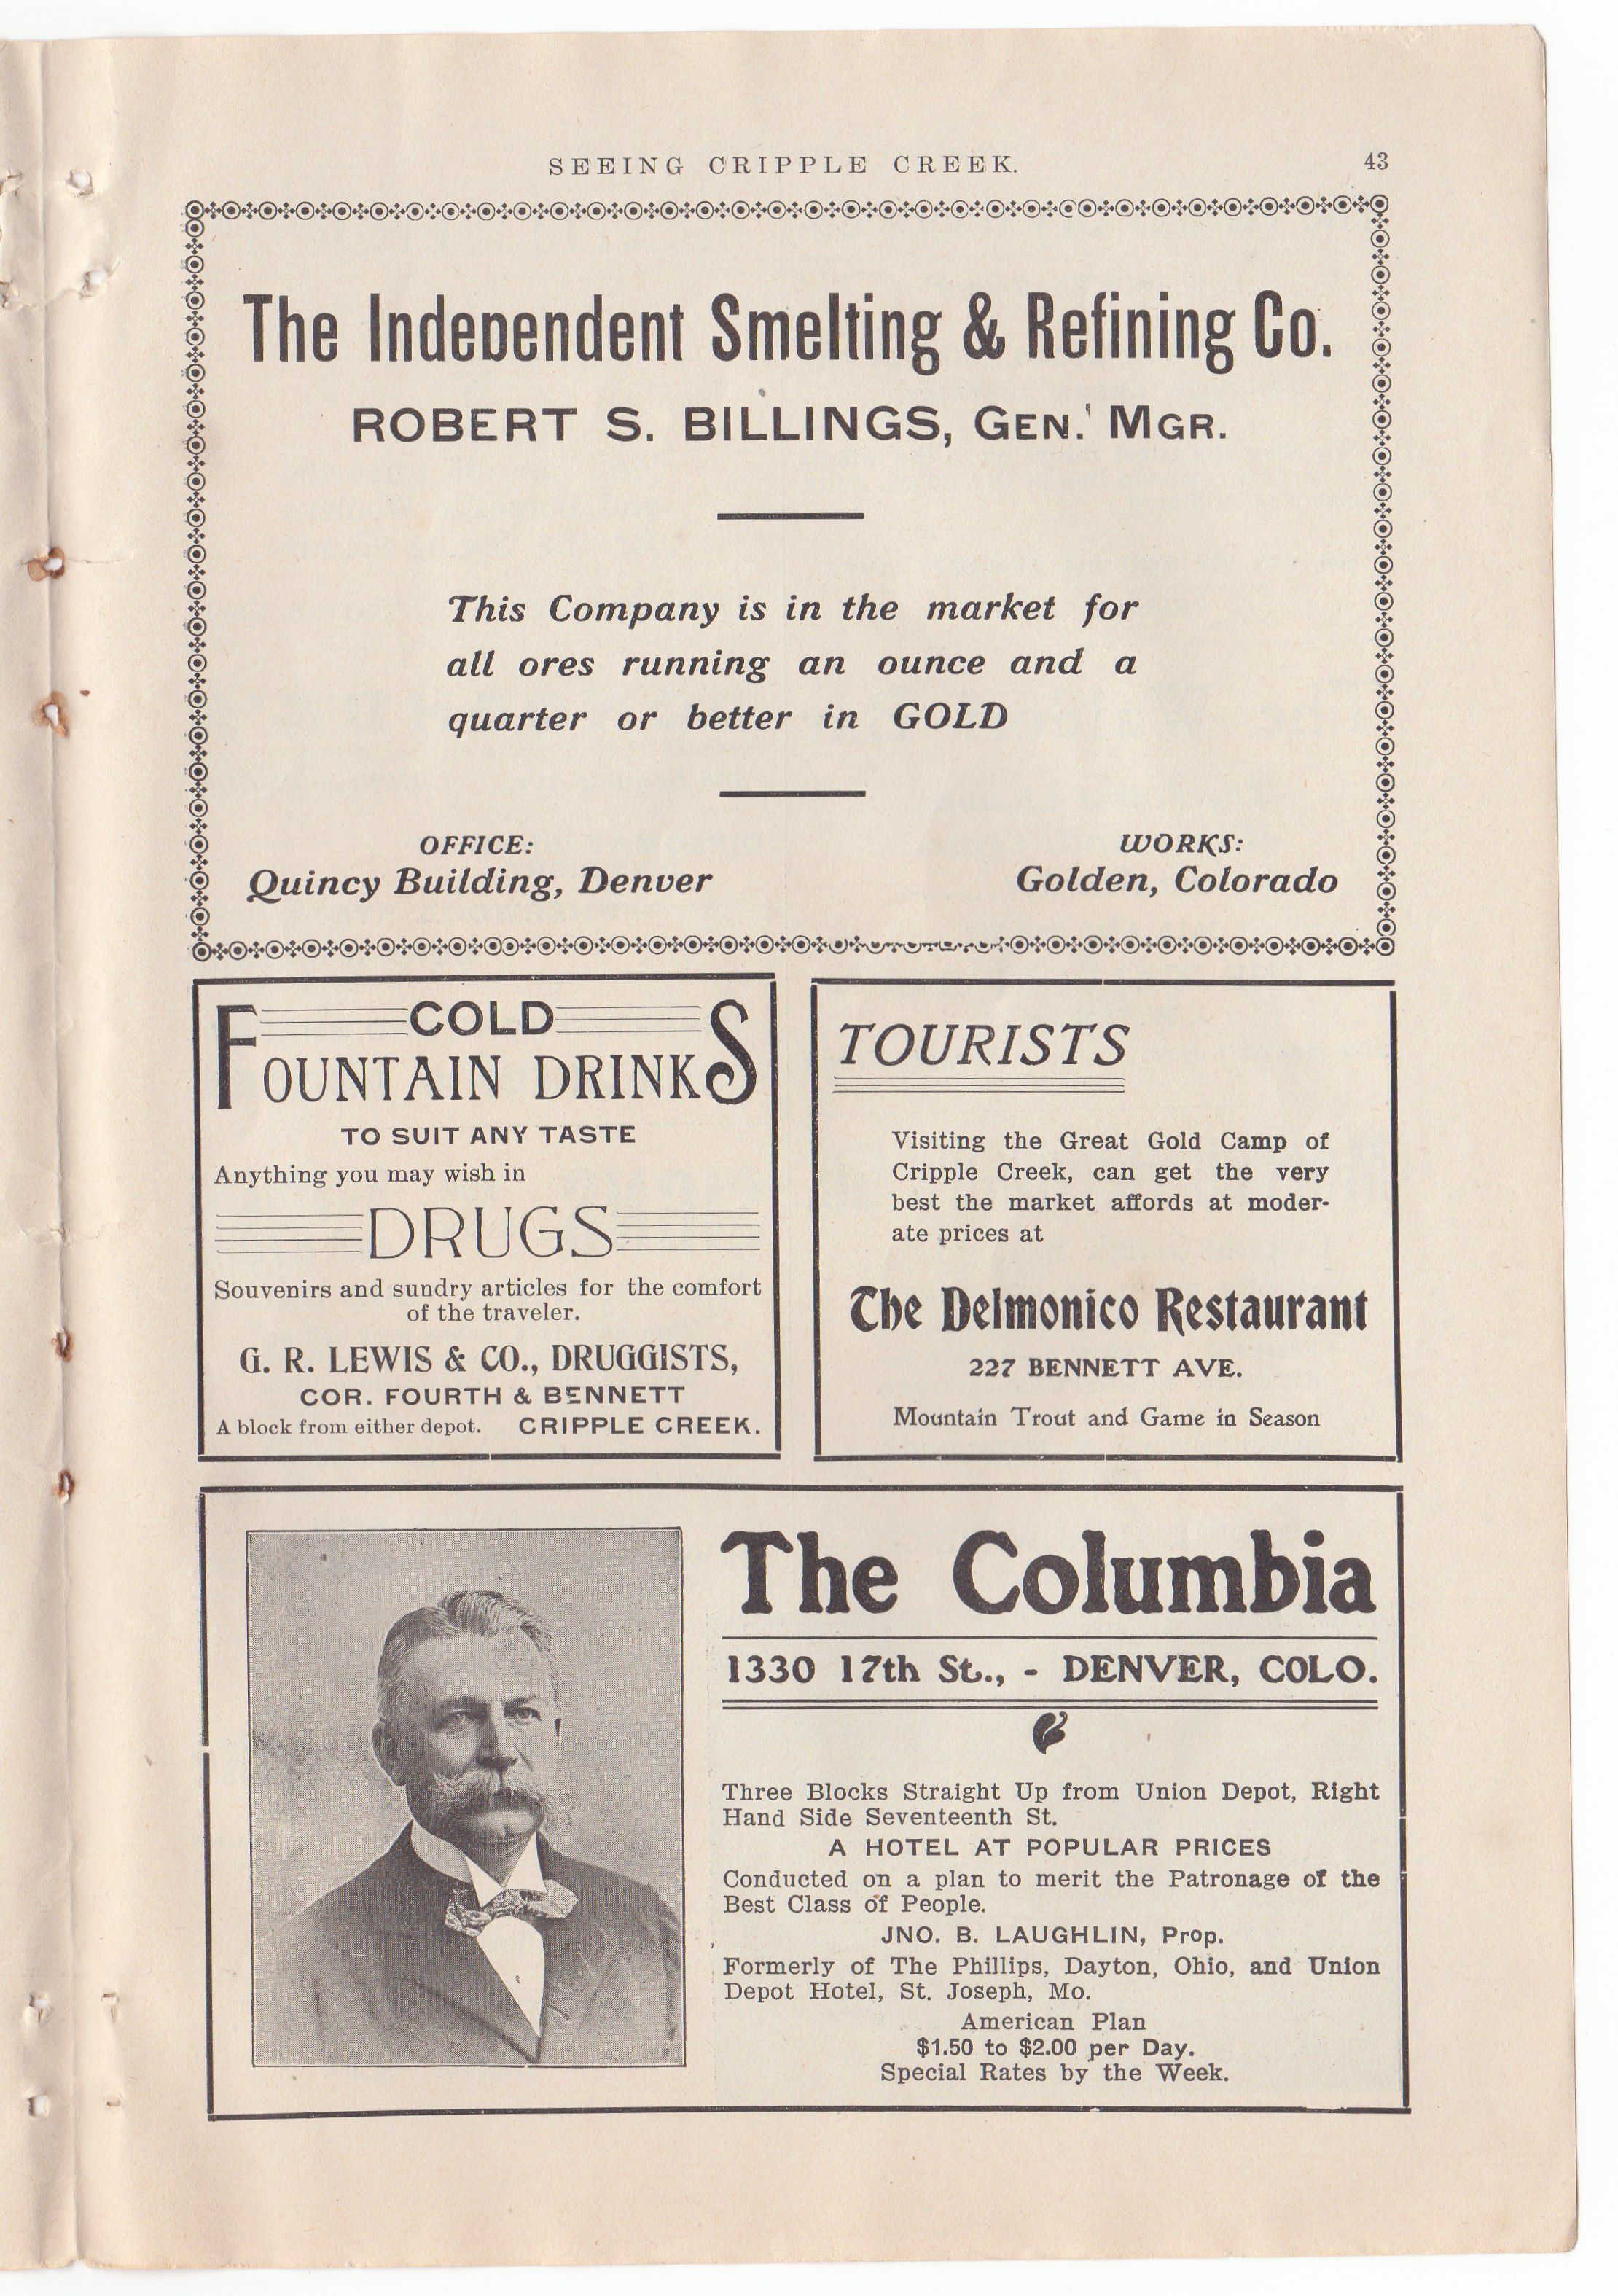 SEEING CRIPPLE CREEK.
43
The Independent Smelting & Refining Co.
ROBERT S. BILLINGS, GEN.' MGR.
This Company is in the market for
all ores running an ounce and a
quarter or better in GOLD
OFFICE:
Quincy Building, Denver
WORKS:
Golden, Colorado
COLD
FOUNTAIN DRINKS
TO SUIT ANY TASTE
Anything you may wish in
DRUGS
Souvenirs and sundry articles for the comfort
of the traveler.
G. R. LEWIS & CO., DRUGGISTS,
COR. FOURTH & BENNETT
A block from either depot. CRIPPLE CREEK.
TOURISTS
Visiting the Great Gold Camp of
Cripple Creek, can get the very
best the market affords at moder-
ate prices at
The Delmonico Restaurant
227 BENNETT AVE.
Mountain Trout and Game in Season
The Columbia
1330 17th St., - DENVER, COLO.
Three Blocks Straight Up from Union Depot, Right
Hand Side Seventeenth St.
A HOTEL AT POPULAR PRICES
Conducted on a plan to merit the Patronage of the
Best Class of People.
JNO. B. LAUGHLIN, Prop.
Formerly of The Phillips, Dayton, Ohio, and Union
Depot Hotel, St. Joseph, Mo.
American Plan
$1.50 to $2.00 per Day.
Special Rates by the Week.